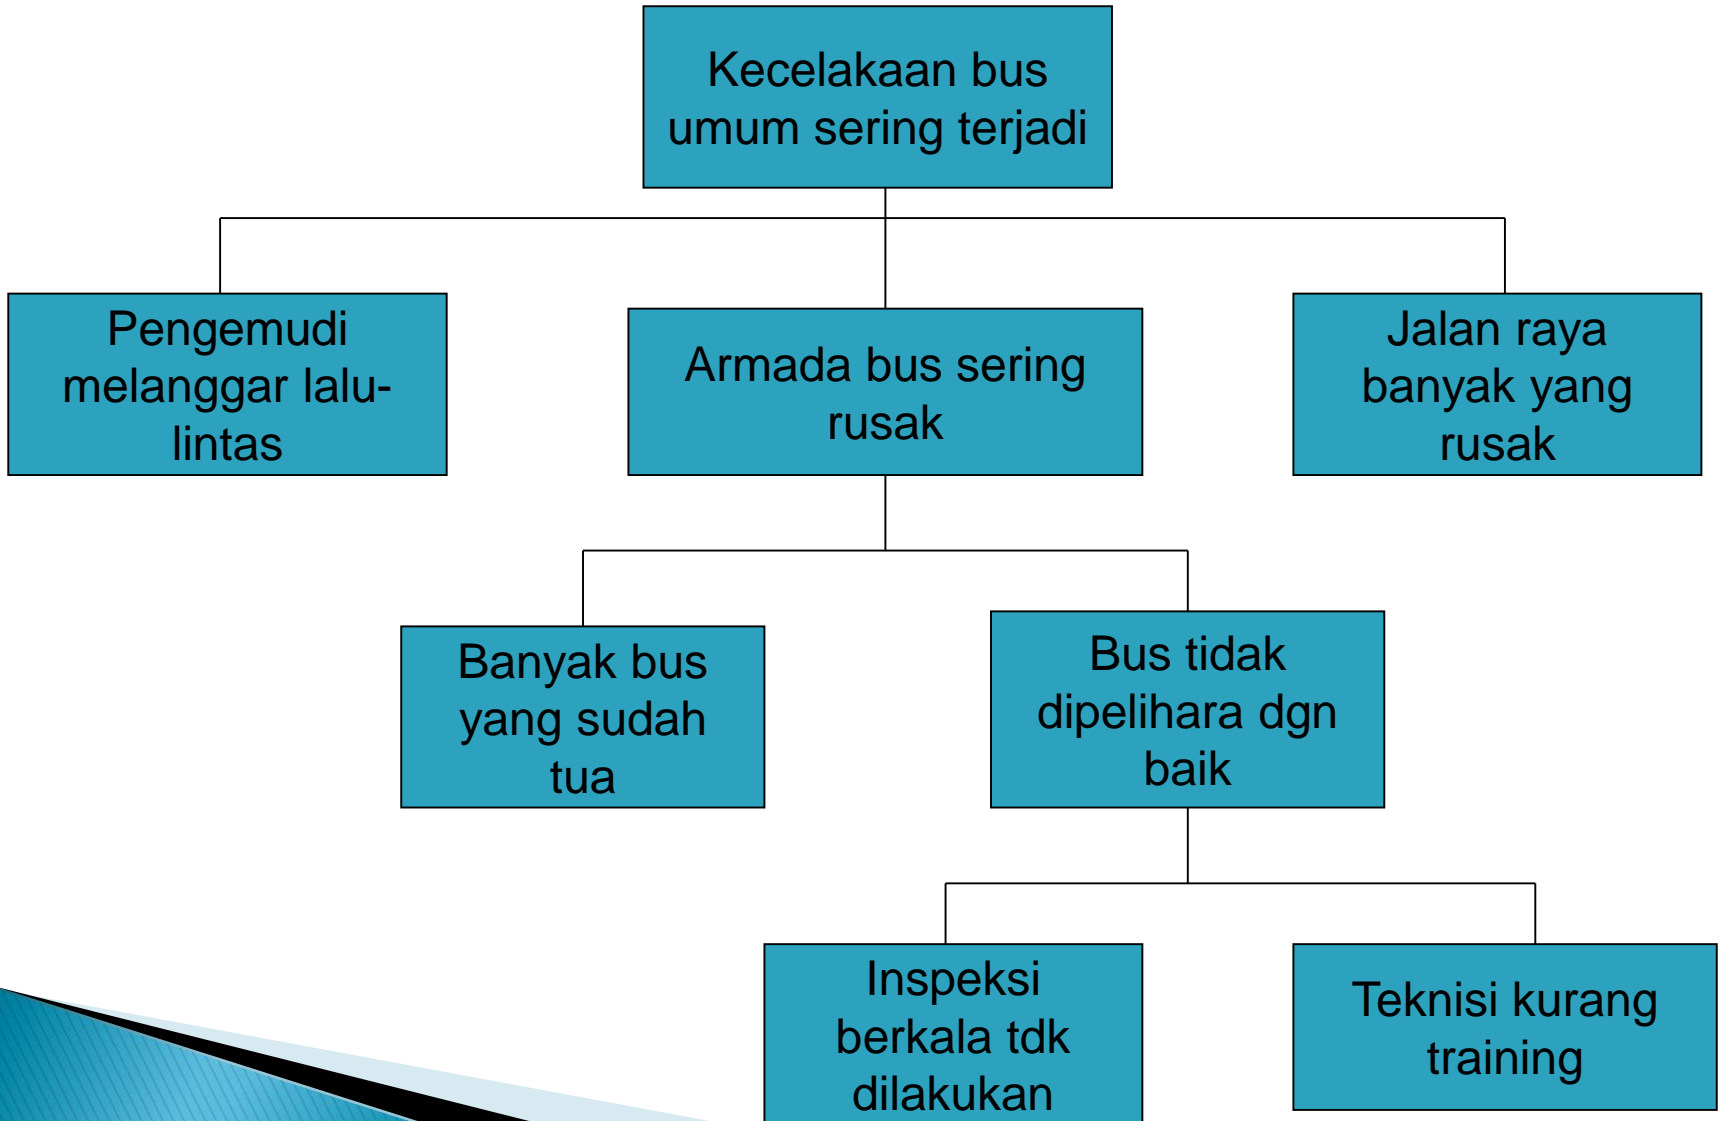 Kecelakaan bus
umum sering terjadi
Pengemudi
melanggar lalu-
lintas
Armada bus sering
rusak
Jalan raya
banyak yang
rusak
Banyak bus
yang sudah
tua
Bus tidak
dipelihara dgn
baik
Inspeksi
berkala tdk
dilakukan
Teknisi kurang
training